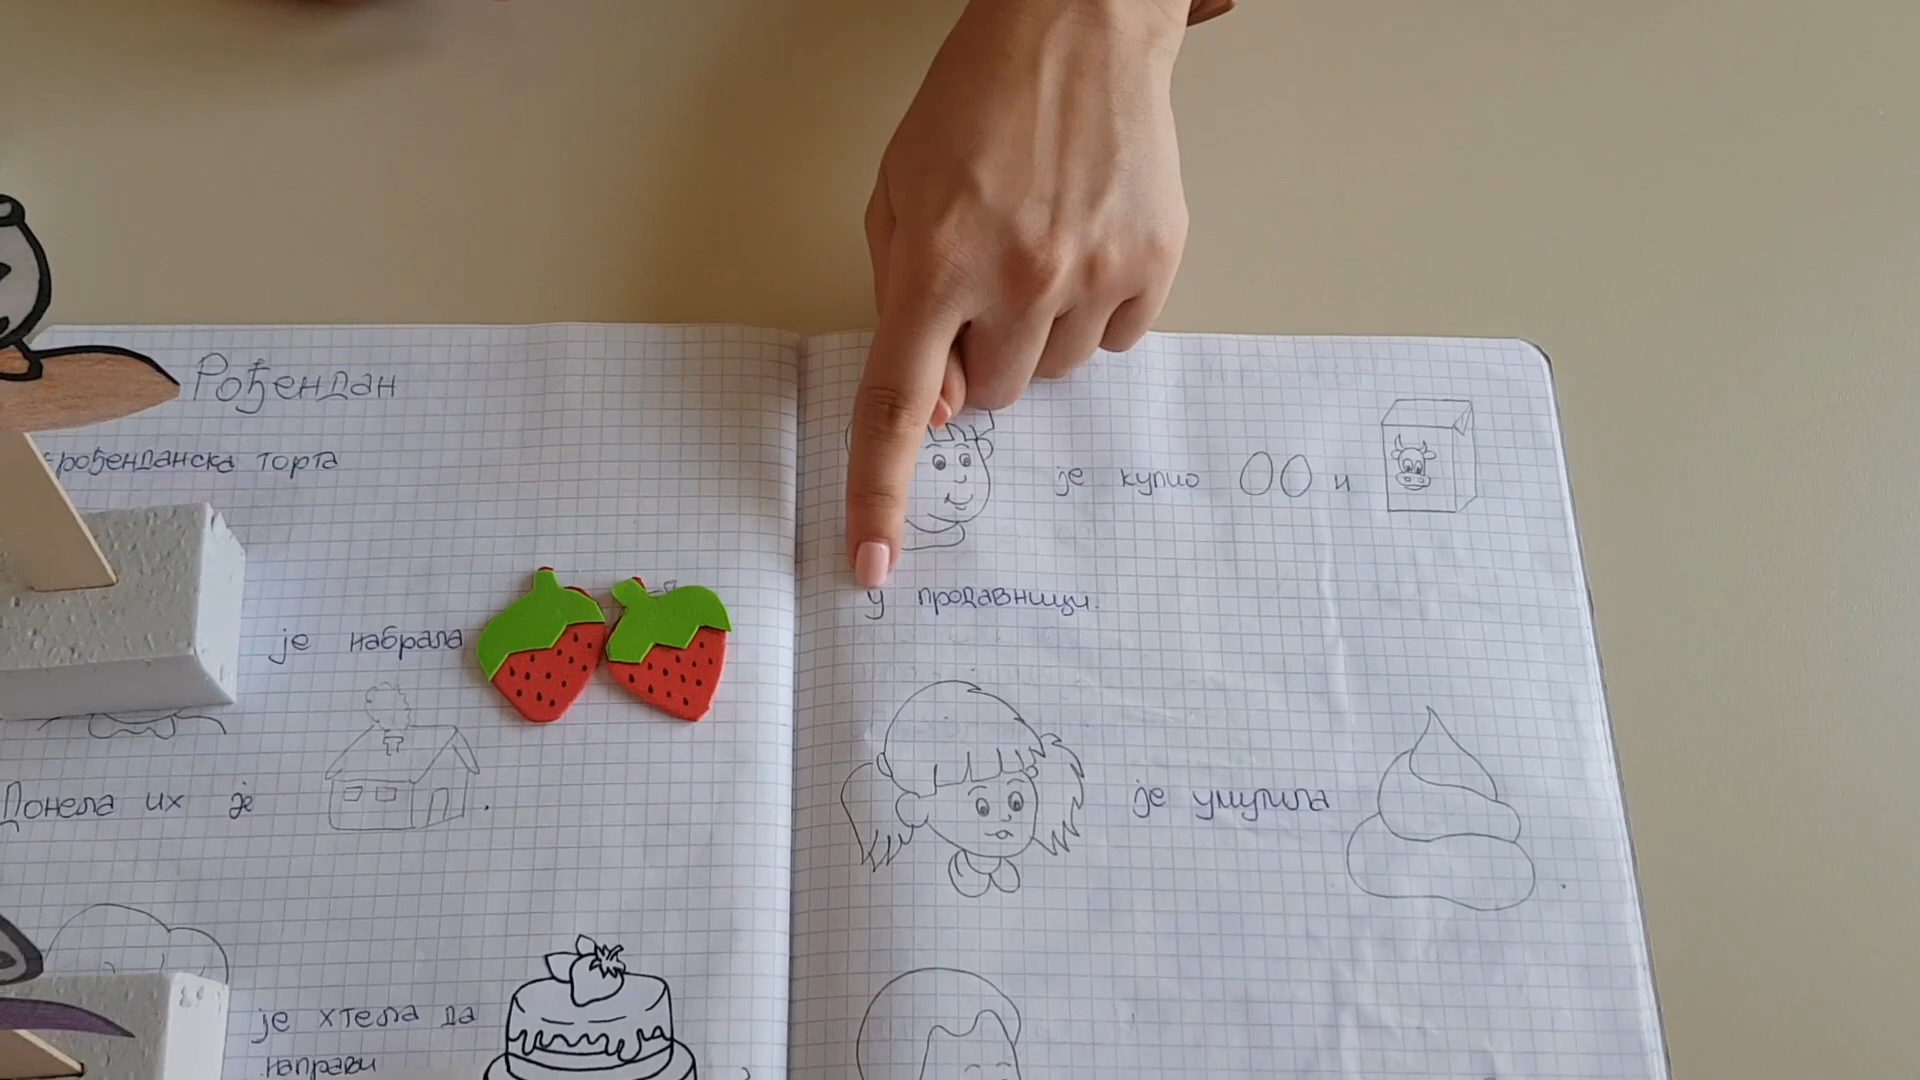 Рођендан
рођенданска торта
је набрала
Донела их је .
је хтела да
направи
је купио и
у продавници.
је умутила .